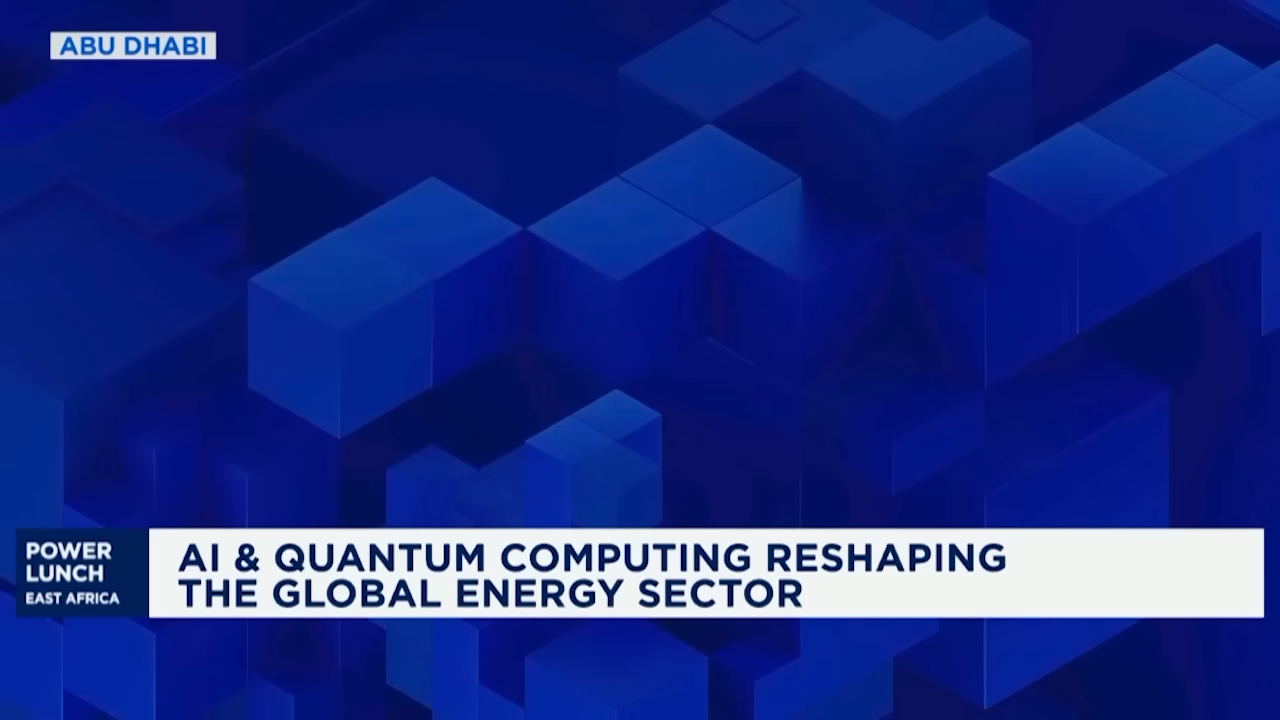 ABU DHABI
POWER
LUNCH
EAST AFRICA
AI & QUANTUM COMPUTING RESHAPING
THE GLOBAL ENERGY SECTOR